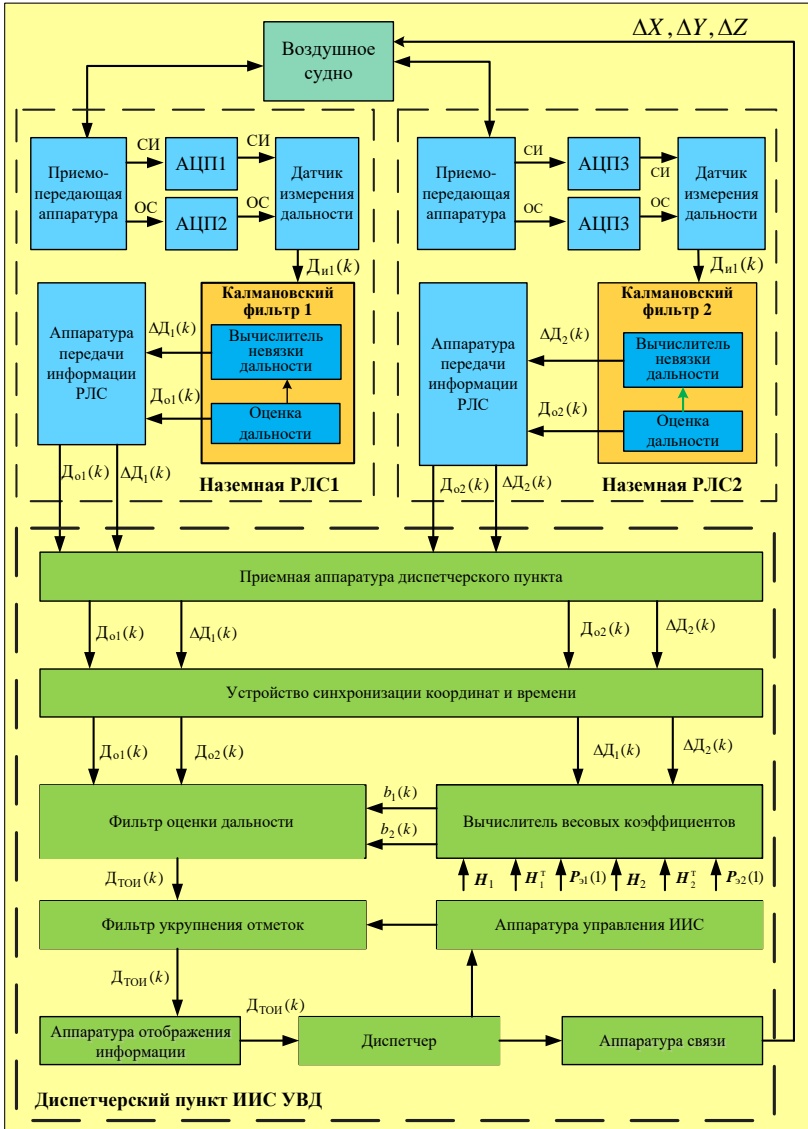 ΔX, ΔY, ΔZ
Воздушное
судно
Приемо-
передающая
аппаратура
СИ
АЦП1
СИ
ОС
АЦП2
ОС
Датчик
измерения
дальности
Приемо-
передающая
аппаратура
СИ
АЦП3
СИ
ОС
АЦП3
ОС
Датчик
измерения
дальности
Ди1(k)
Ди1(k)
Аппаратура
передачи
информации
РЛС
ΔД1(k)
До1(k)
Калмановский
фильтр 1
Вычислитель
невязки
дальности
Оценка
дальности
Аппаратура
передачи
информации
РЛС
ΔД2(k)
До2(k)
Калмановский
фильтр 2
Вычислитель
невязки
дальности
Оценка
дальности
До1(k)
ΔД1(k)
Наземная РЛС1
До2(k)
ΔД2(k)
Наземная РЛС2
Приемная аппаратура диспетчерского пункта
До1(k)
ΔД1(k)
До2(k)
ΔД2(k)
Устройство синхронизации координат и времени
До1(k)
До2(k)
ΔД1(k)
ΔД2(k)
Фильтр оценки дальности
b1(k)
b2(k)
Вычислитель весовых коэффициентов
ДТОИ(k)
H1
H1т
Pэ1(1)
H2
H2т
Pэ2(1)
Фильтр укрупнения отметок
Аппаратура управления ИИС
ДТОИ(k)
Аппаратура отображения
информации
ДТОИ(k)
Диспетчер
Аппаратура связи
Диспетчерский пункт ИИС УВД